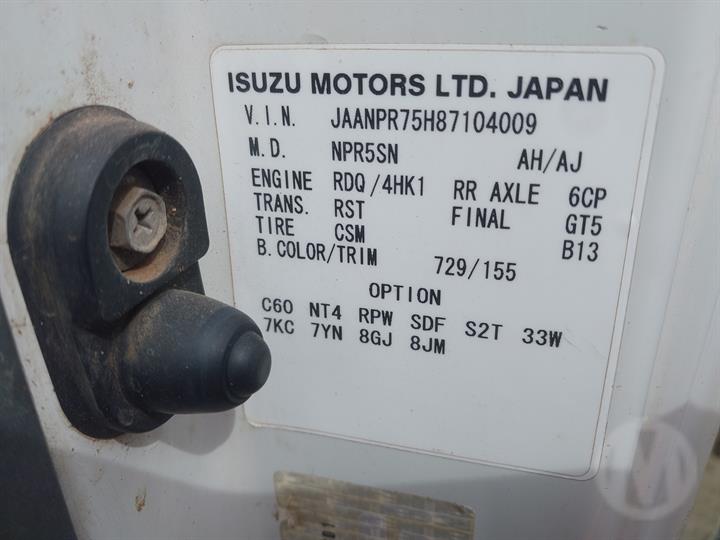 ISUZU MOTORS LTD. JAPAN
V.I.N. JAANPR75H87104009
M.D. NPR5SN AH/AJ
ENGINE RDQ/4HK1 RR AXLE 6CP
TRANS. RST FINAL GT5
TIRE CSM B13
B.COLOR/TRIM 729/155
OPTION
C60 NT4 RPW SDF S2T 33W
7KC 7YN 8GJ 8JM
M